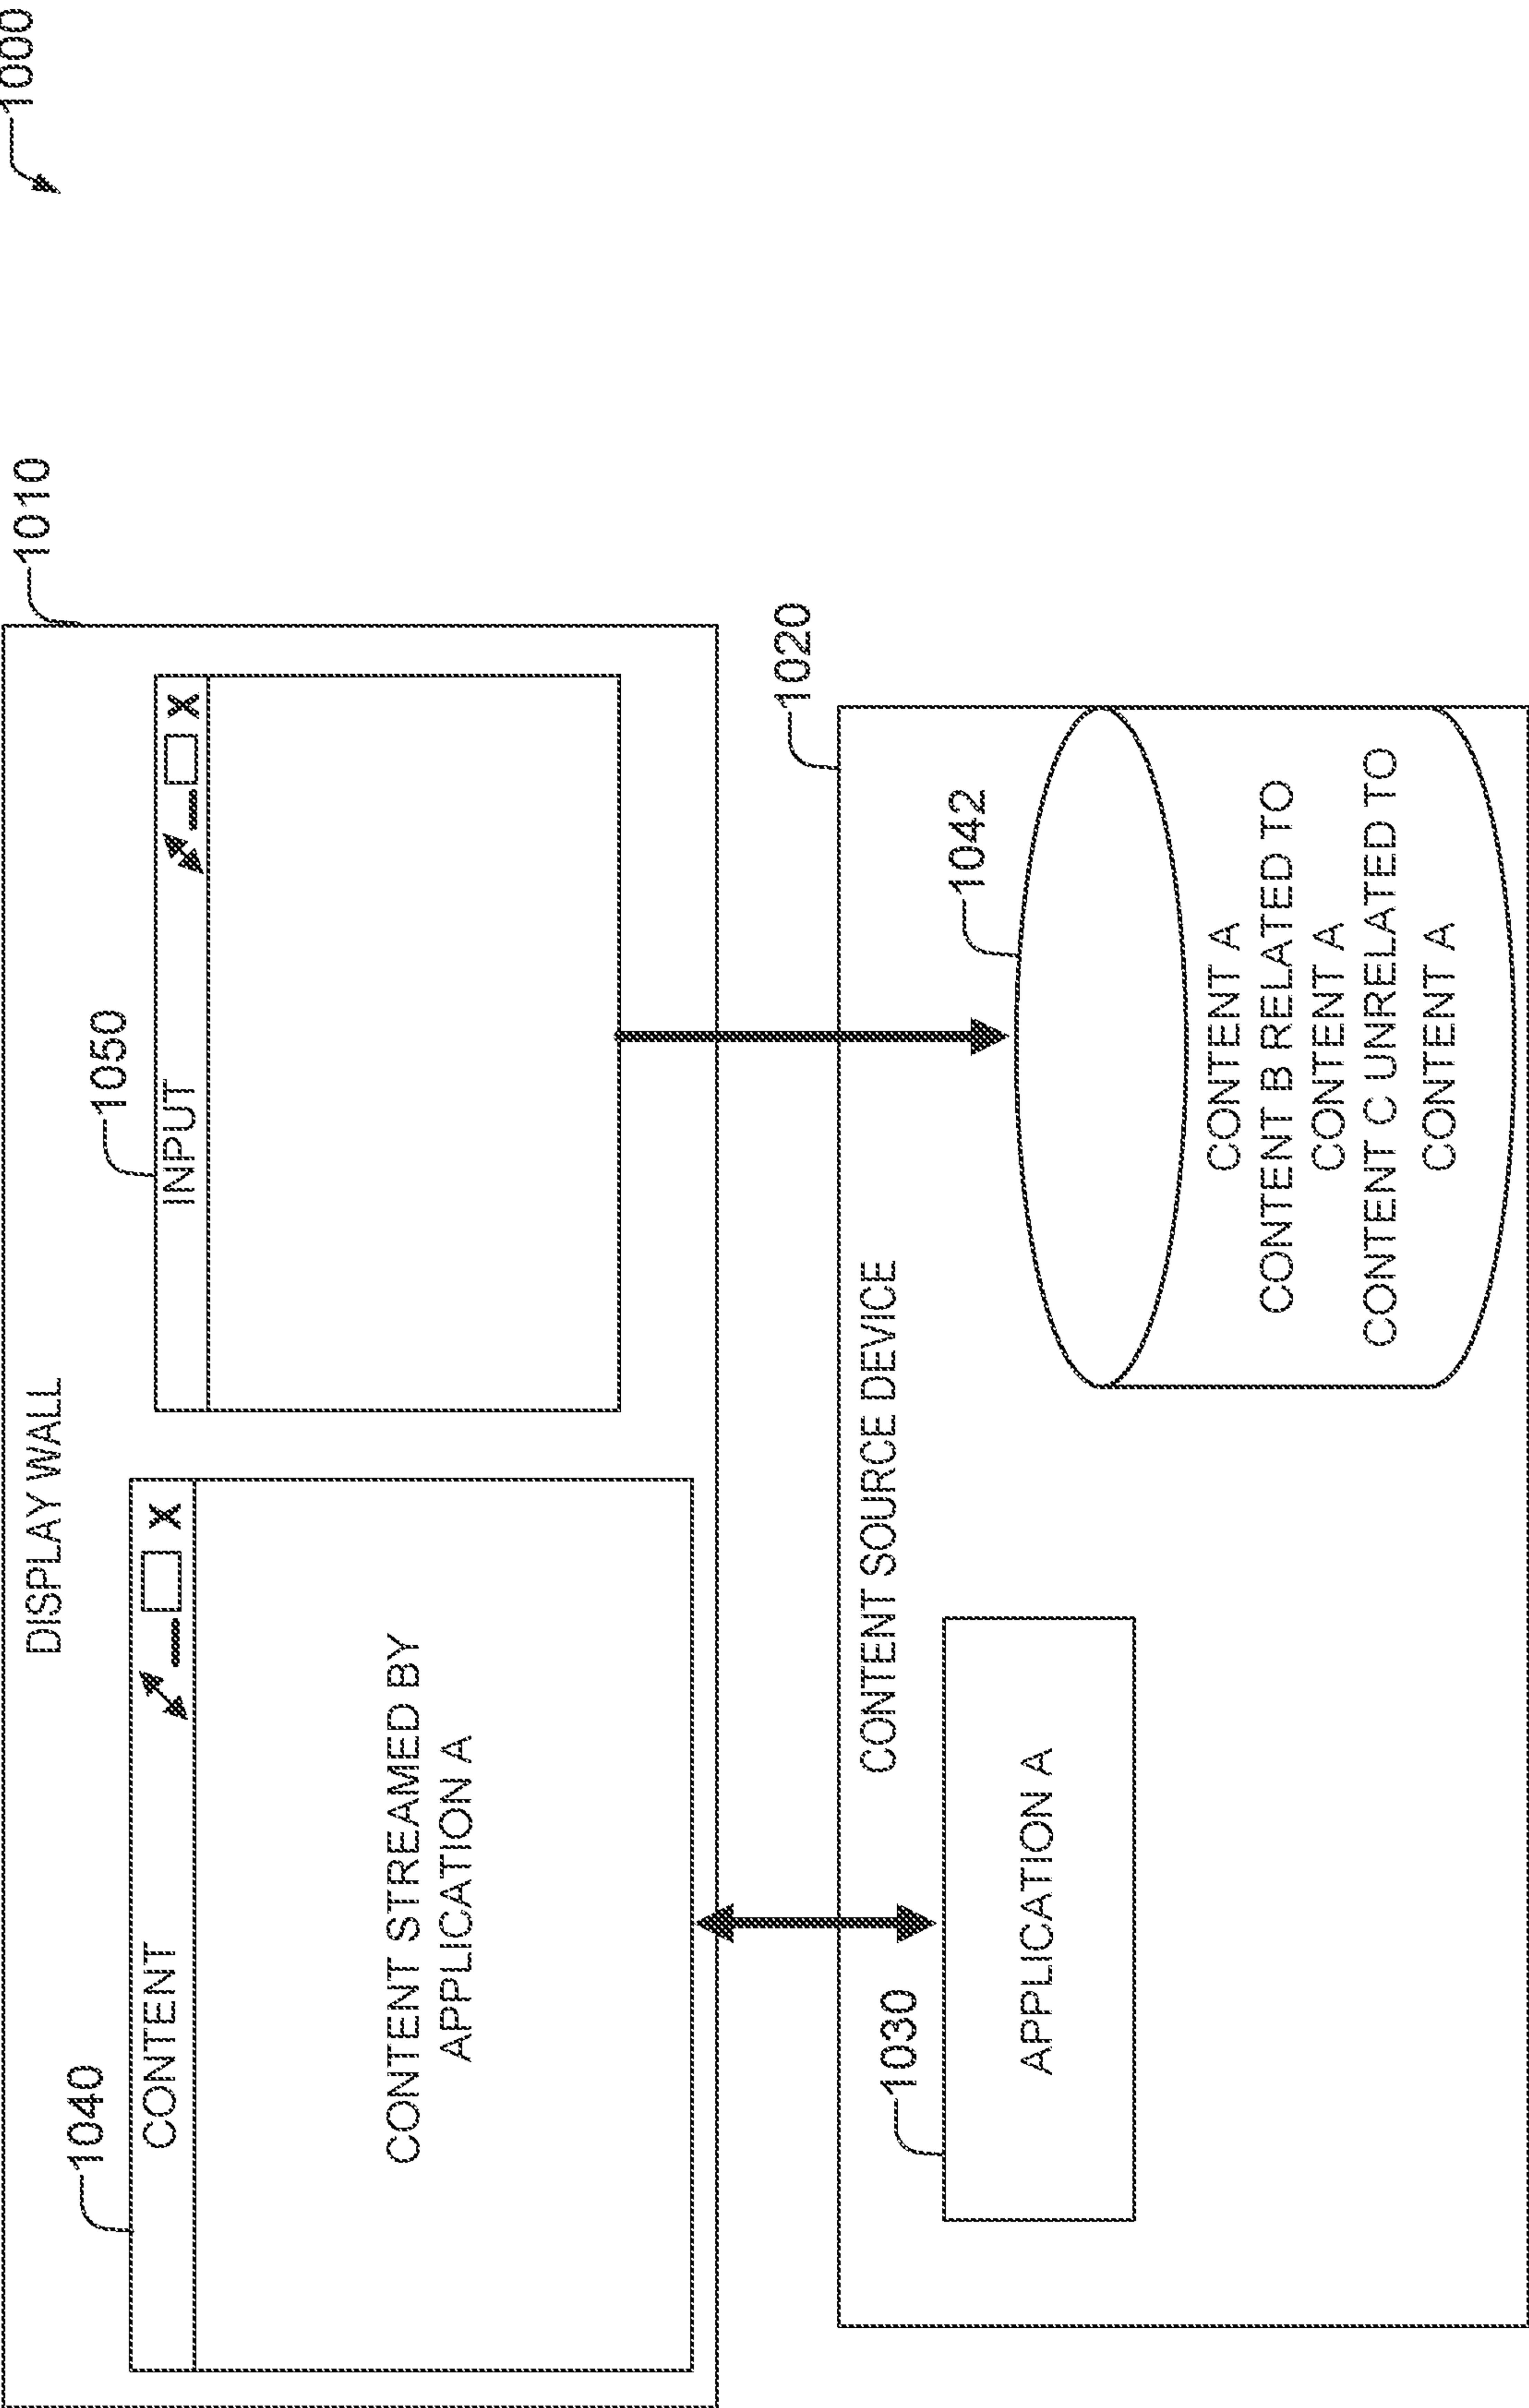 1000
1010
DISPLAY WALL
1040
CONTENT
X
CONTENT STREAMED BY
APPLICATION A
1050
INPUT
X
1020
CONTENT SOURCE DEVICE
1030
APPLICATION A
1042
CONTENT A
CONTENT B RELATED TO
CONTENT A
CONTENT C UNRELATED TO
CONTENT A